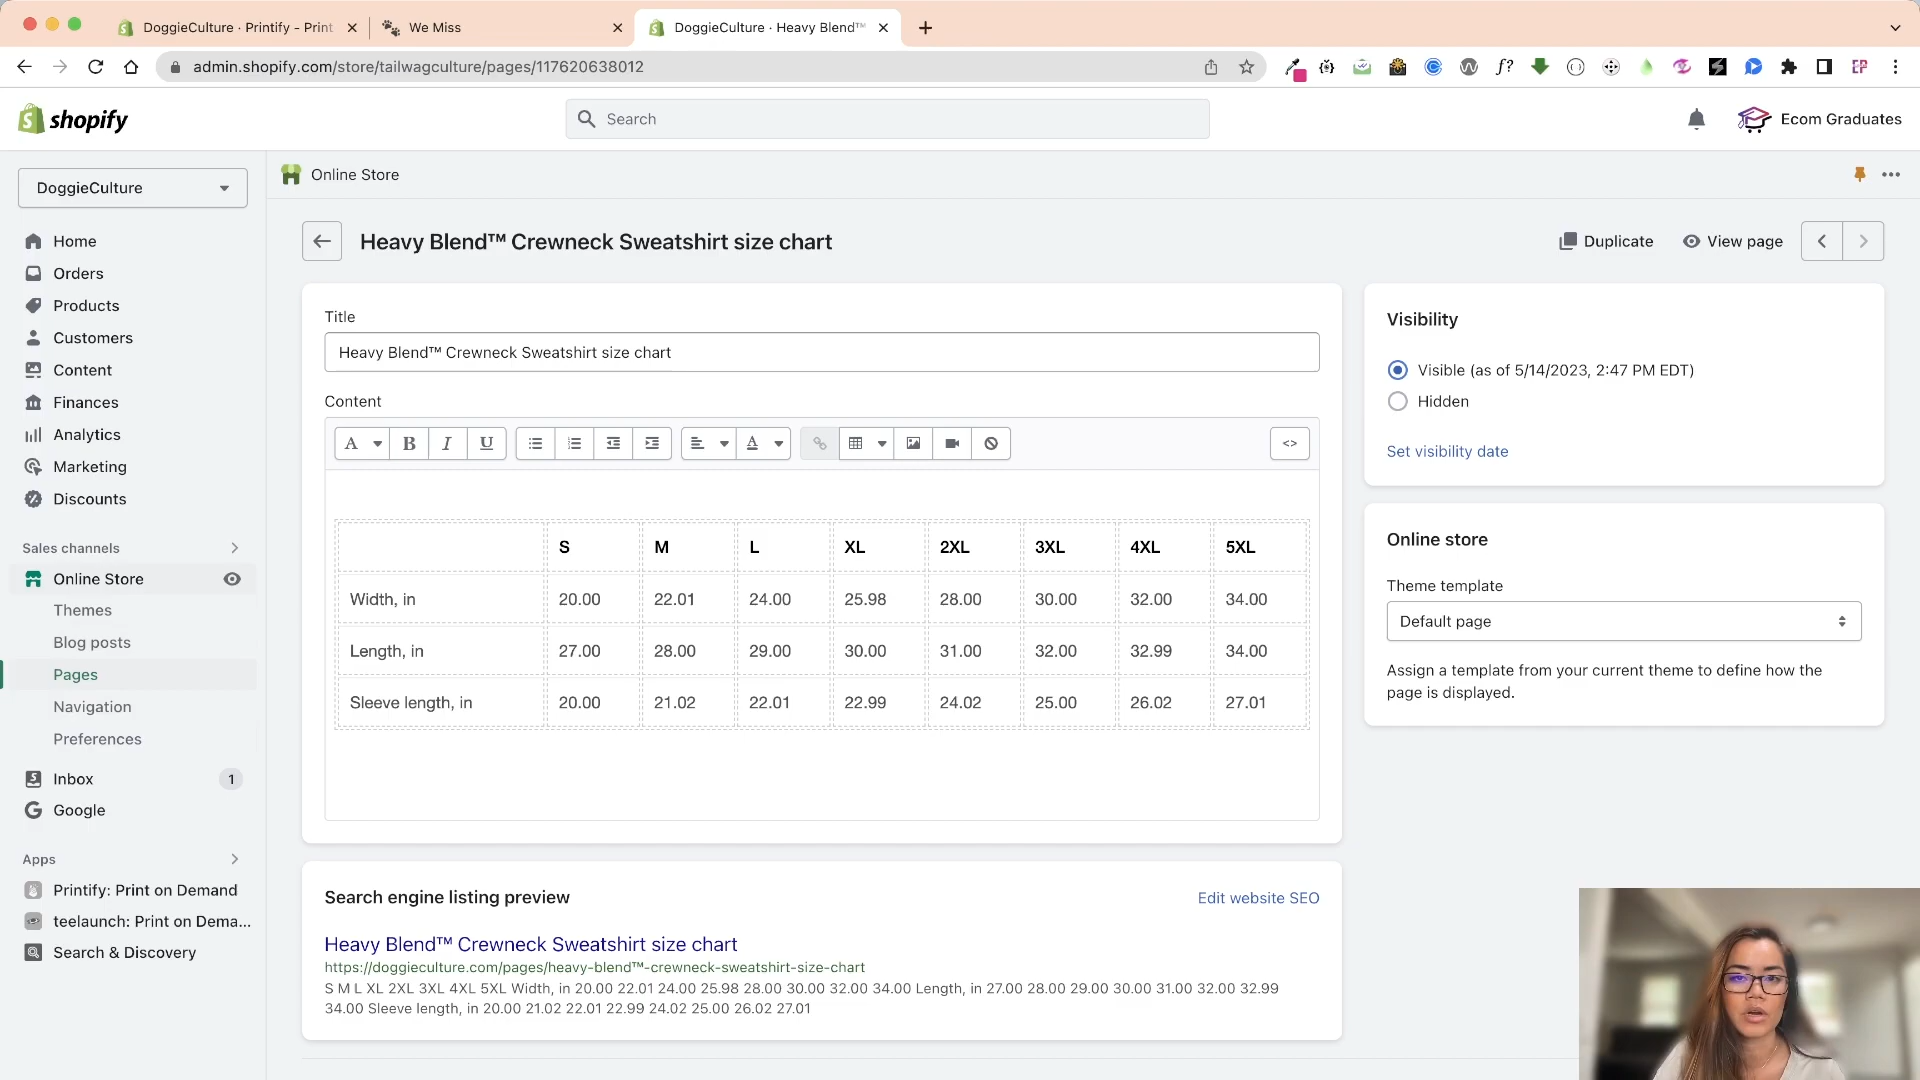 DoggieCulture · Printify - Print
We Miss
DoggieCulture · Heavy Blend™
admin.shopify.com/store/tailwagculture/pages/117620638012
shopify
Search
Ecom Graduates
DoggieCulture
Online Store
Home
Orders
Products
Customers
Content
Finances
Analytics
Marketing
Discounts
Sales channels
Online Store
Themes
Blog posts
Pages
Navigation
Preferences
Inbox 1
Google
Apps
Printify: Print on Demand
teelaunch: Print on Dema...
Search & Discovery
Heavy Blend™ Crewneck Sweatshirt size chart
Duplicate
View page
Title
Heavy Blend™ Crewneck Sweatshirt size chart
Content
A B I U A <>
S M L XL 2XL 3XL 4XL 5XL
Width, in 20.00 22.01 24.00 25.98 28.00 30.00 32.00 34.00
Length, in 27.00 28.00 29.00 30.00 31.00 32.00 32.99 34.00
Sleeve length, in 20.00 21.02 22.01 22.99 24.02 25.00 26.02 27.01
Search engine listing preview
Edit website SEO
Heavy Blend™ Crewneck Sweatshirt size chart
https://doggieculture.com/pages/heavy-blend™-crewneck-sweatshirt-size-chart
S M L XL 2XL 3XL 4XL 5XL Width, in 20.00 22.01 24.00 25.98 28.00 30.00 32.00 34.00 Length, in 27.00 28.00 29.00 30.00 31.00 32.00 32.99
34.00 Sleeve length, in 20.00 21.02 22.01 22.99 24.02 25.00 26.02 27.01
Visibility
Visible (as of 5/14/2023, 2:47 PM EDT)
Hidden
Set visibility date
Online store
Theme template
Default page
Assign a template from your current theme to define how the
page is displayed.